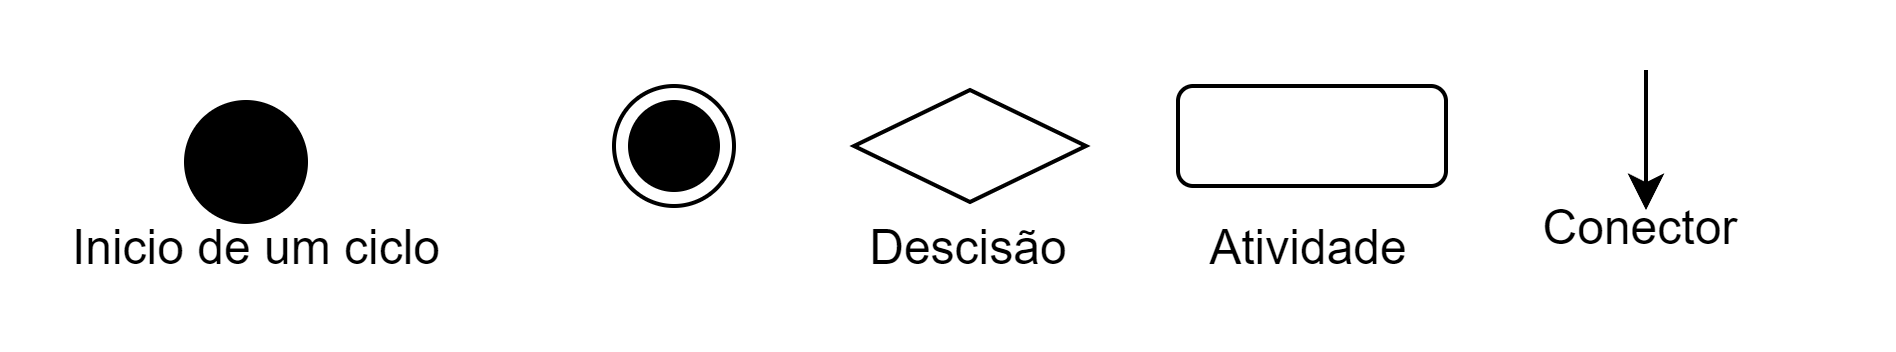 Inicio de um ciclo
Descisão
Atividade
Conector